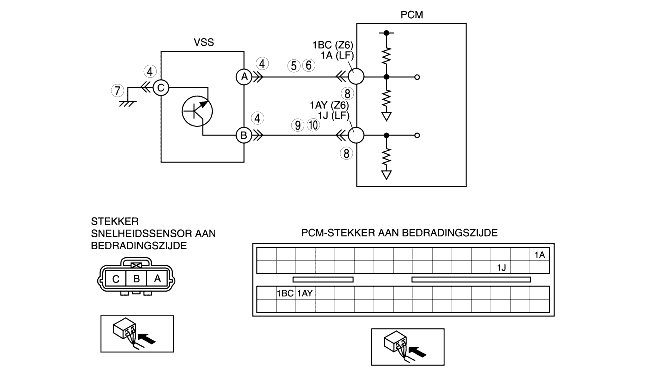 PCM
VSS
1BC (Z6)
1A (LF)
4
5 6
A
4
C
7
8
1AY (Z6)
1J (LF)
4
B
9 10
8
STEKKER
SNELHEIDSSENSOR AAN
BEDRADINGSZIJDE
PCM-STEKKER AAN BEDRADINGSZIJDE
1A
1J
C B A
1BC 1AY